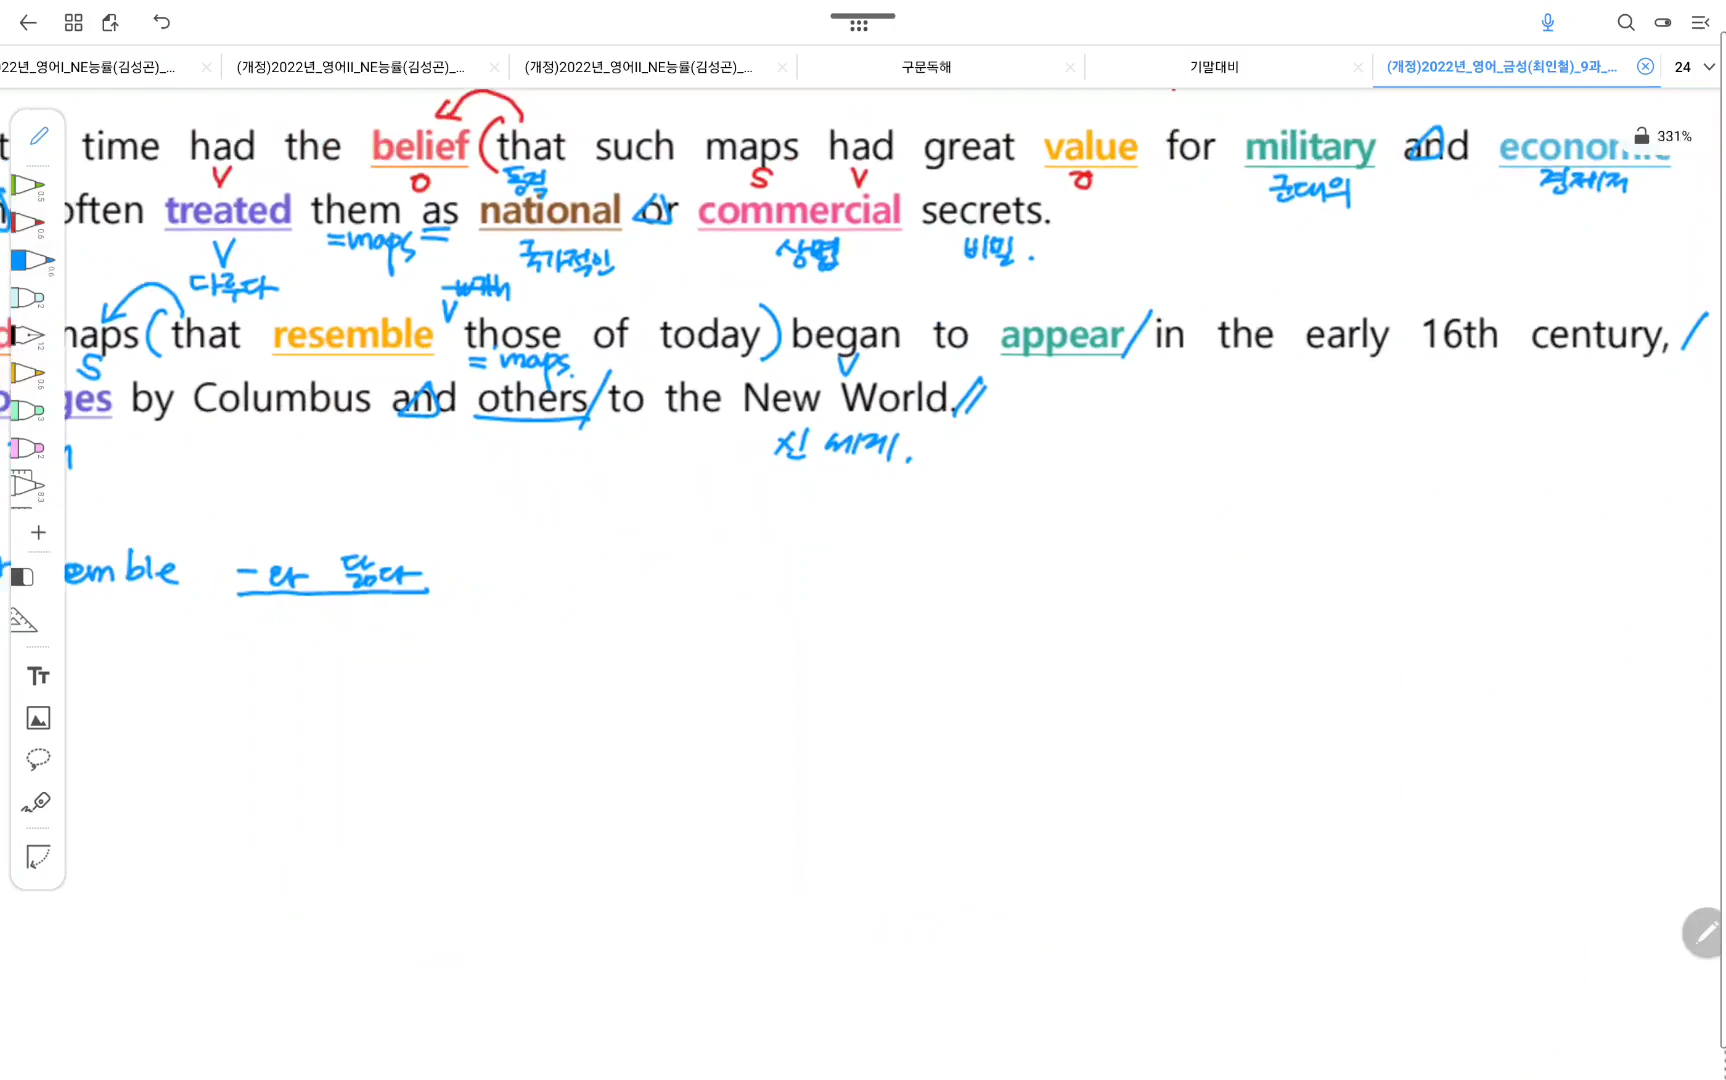 22년_영어I_NE능률(김성곤)_... (개정)2022년_영어II_NE능률(김성곤)_... (개정)2022년_영어II_NE능률(김성곤)_... 구문독해 기말대비 (개정)2022년_영어_금성(최인철)_9과_... 24
331%
time had the belief (that such maps had great value for military and economic
V O 동격 S V O 군대의 경제적
often treated them as national or commercial secrets.
V =maps = 국가적인 상업 비밀.
다루다 with
maps (that resemble V those of today) began to appear / in the early 16th century, /
S = maps. V
ges by Columbus and others / to the New World. //
신 세계.
emble -와 닮다
TT